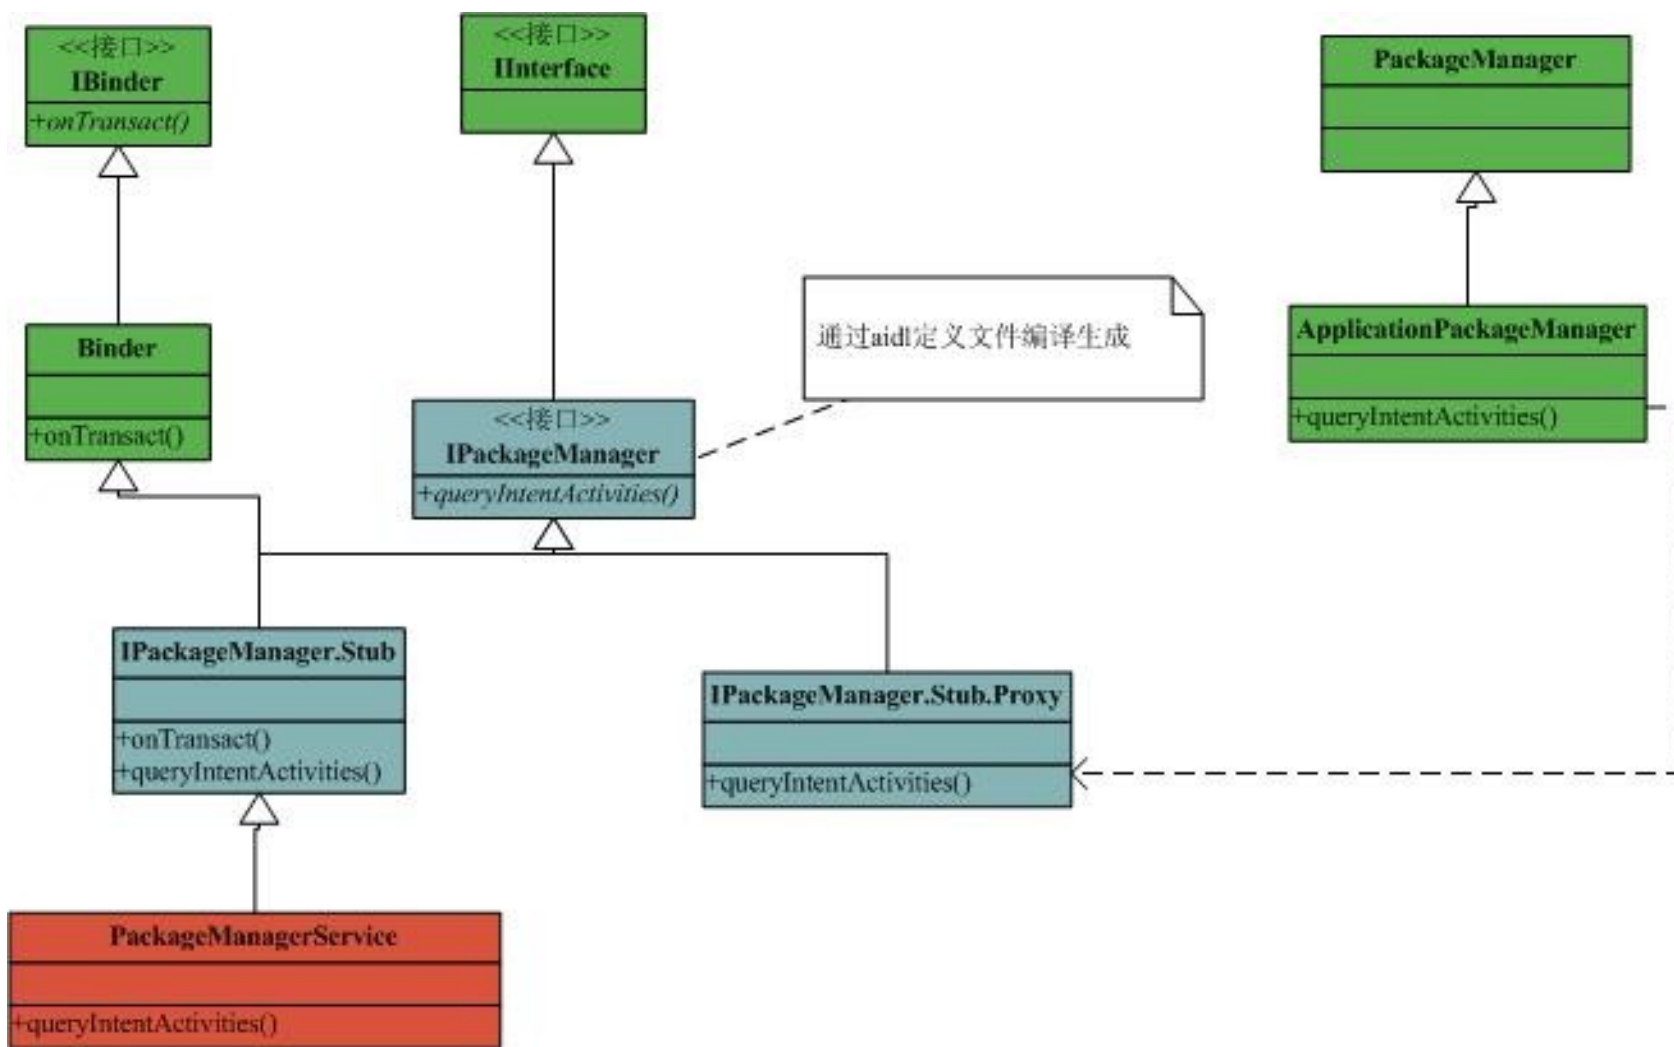 <<接口>>
IBinder
+onTransact()
<<接口>>
IInterface
PackageManager
Binder
+onTransact()
<<接口>>
IPackageManager
+queryIntentActivities()
通过aidl定义文件编译生成
ApplicationPackageManager
+queryIntentActivities()
IPackageManager.Stub
+onTransact()
+queryIntentActivities()
IPackageManager.Stub.Proxy
+queryIntentActivities()
PackageManagerService
+queryIntentActivities()